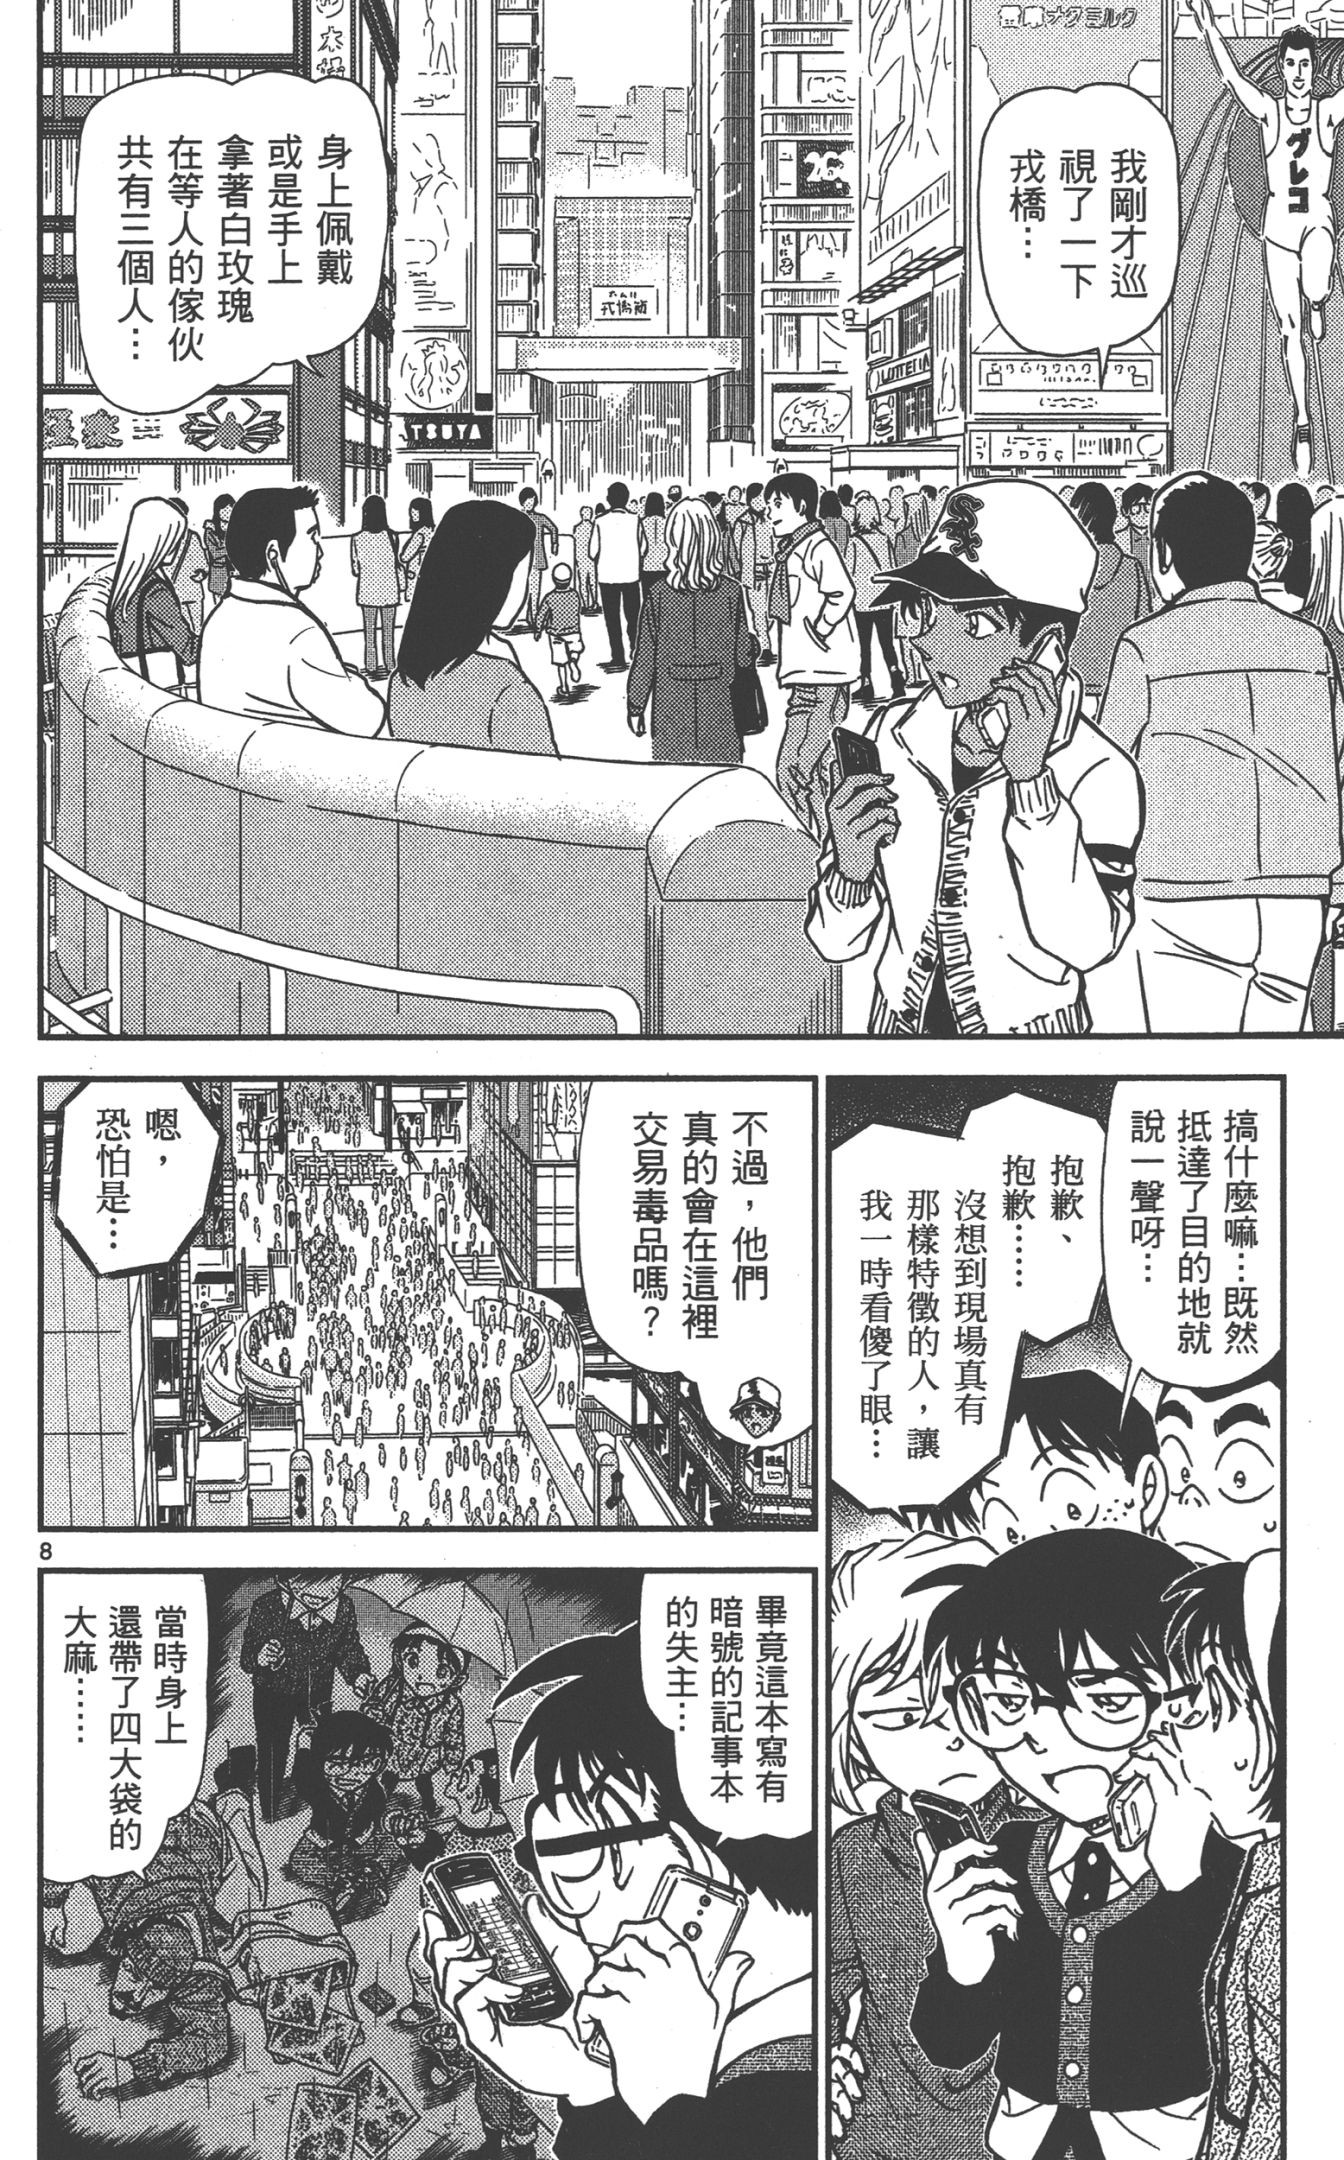 我剛才巡
視了一下
戎橋…
身上佩戴
或是手上
拿著白玫瑰
在等人的傢伙
共有三個人…
グレコ
LOTTERIA
TSUYA
搞什麼嘛…既然
抵達了目的地就
說一聲呀…
抱歉、
抱歉……
沒想到現場真有
那樣特徵的人，讓
我一時看傻了眼…
不過，他們
真的會在這裡
交易毒品嗎？
嗯，
恐怕是…
8
畢竟這本寫有
暗號的記事本
的失主…
當時身上
還帶了四大袋的
大麻……